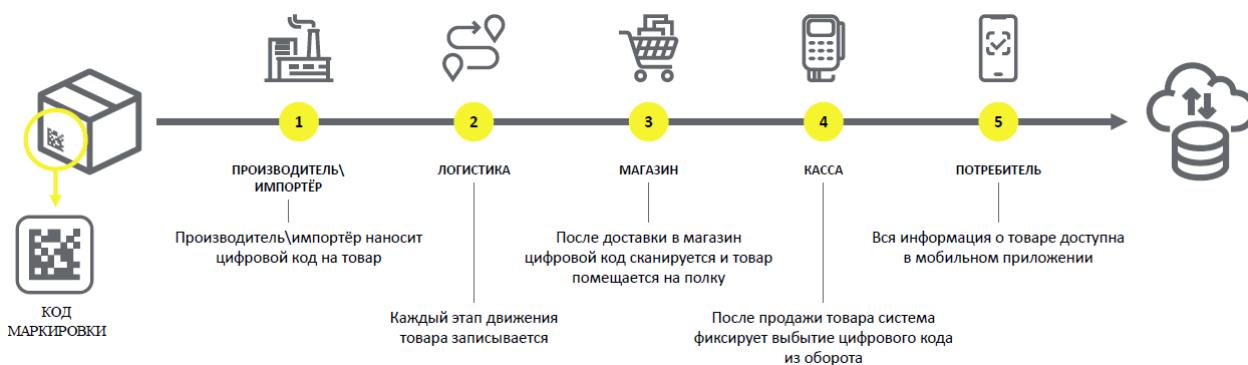 1
2
3
4
5
ПРОИЗВОДИТЕЛЬ\
ИМПОРТЁР
ЛОГИСТИКА
МАГАЗИН
КАССА
ПОТРЕБИТЕЛЬ
Производитель\импортёр наносит
цифровой код на товар
После доставки в магазин
цифровой код сканируется и товар
помещается на полку
Вся информация о товаре доступна
в мобильном приложении
КОД
МАРКИРОВКИ
Каждый этап движения
товара записывается
После продажи товара система
фиксирует выбытие цифрового кода
из оборота